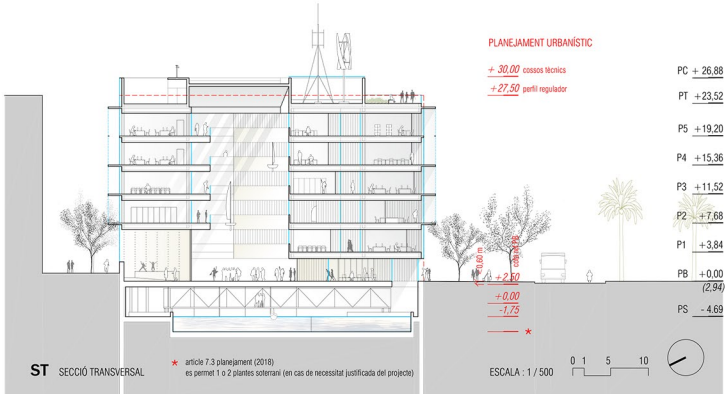 PLANEJAMENT URBANÍSTIC
+ 30,00 cossos tècnics
+27,50 perfil regulador
PC + 26,88
PT +23,52
P5 +19,20
P4 +15,36
P3 +11,52
P2 +7,68
P1 +3,84
PB +0,00
(2,94)
PS - 4.69
+2,50
+0,00
-1,75
*
ST SECCIÓ TRANSVERSAL
* article 7.3 planejament (2018)
es permet 1 o 2 plantes soterrani (en cas de necessitat justificada del projecte)
ESCALA : 1 / 500
0 1 5 10